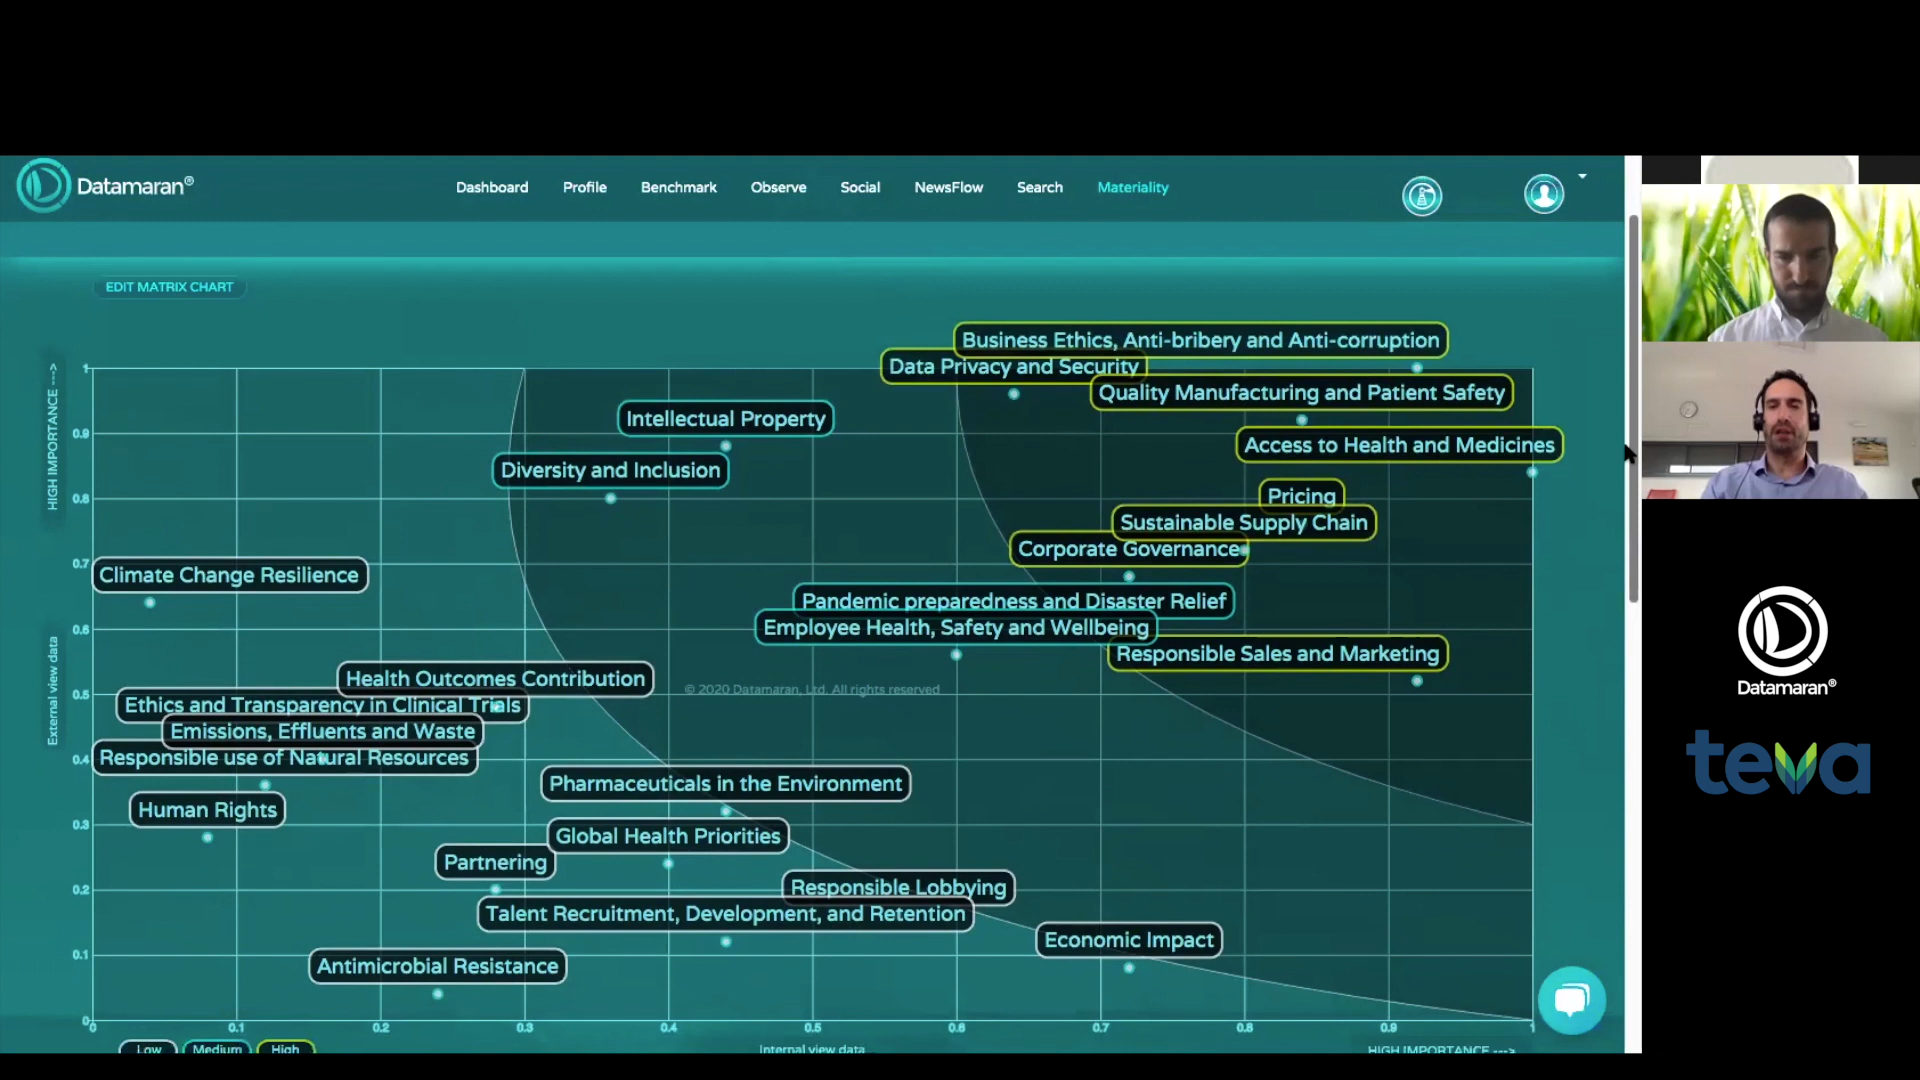 Datamaran®
Dashboard
Profile
Benchmark
Observe
Social
NewsFlow
Search
Materiality
EDIT MATRIX CHART
Business Ethics, Anti-bribery and Anti-corruption
Data Privacy and Security
Quality Manufacturing and Patient Safety
Intellectual Property
Access to Health and Medicines
Diversity and Inclusion
Pricing
Sustainable Supply Chain
Corporate Governance
Climate Change Resilience
Pandemic preparedness and Disaster Relief
Employee Health, Safety and Wellbeing
Responsible Sales and Marketing
Health Outcomes Contribution
© 2020 Datamaran, Ltd. All rights reserved
Ethics and Transparency in Clinical Trials
Emissions, Effluents and Waste
Responsible use of Natural Resources
Pharmaceuticals in the Environment
Human Rights
Global Health Priorities
Partnering
Responsible Lobbying
Talent Recruitment, Development, and Retention
Economic Impact
Antimicrobial Resistance
HIGH IMPORTANCE --->
External view data
1
0.9
0.8
0.7
0.6
0.5
0.4
0.3
0.2
0.1
0
0 0.1 0.2 0.3 0.4 0.5 0.6 0.7 0.8 0.9 1
Low Medium High
Internal view data
HIGH IMPORTANCE --->
Datamaran®
teva